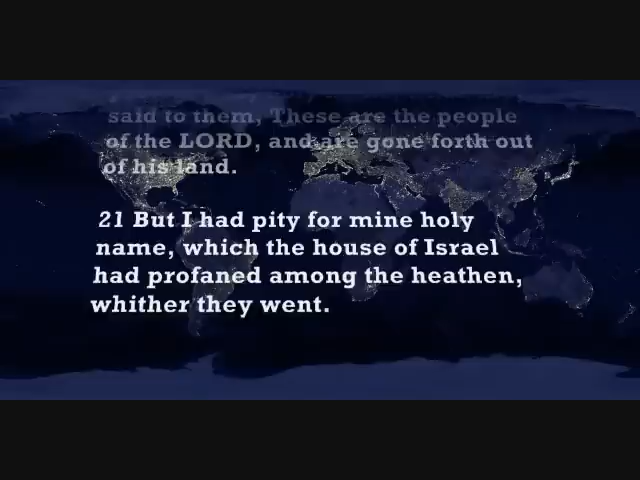 said to them, These are the people
of the LORD, and are gone forth out
of his land.
21 But I had pity for mine holy
name, which the house of Israel
had profaned among the heathen,
whither they went.